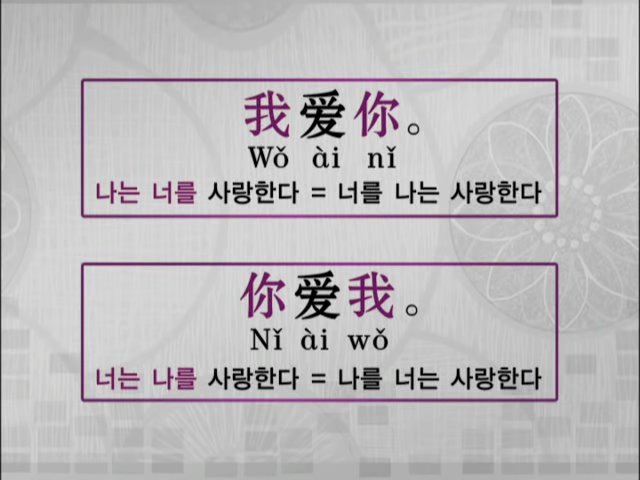 我爱你。
Wǒ ài nǐ
나는 너를 사랑한다 = 너를 나는 사랑한다
你爱我。
Nǐ ài wǒ
너는 나를 사랑한다 = 나를 너는 사랑한다